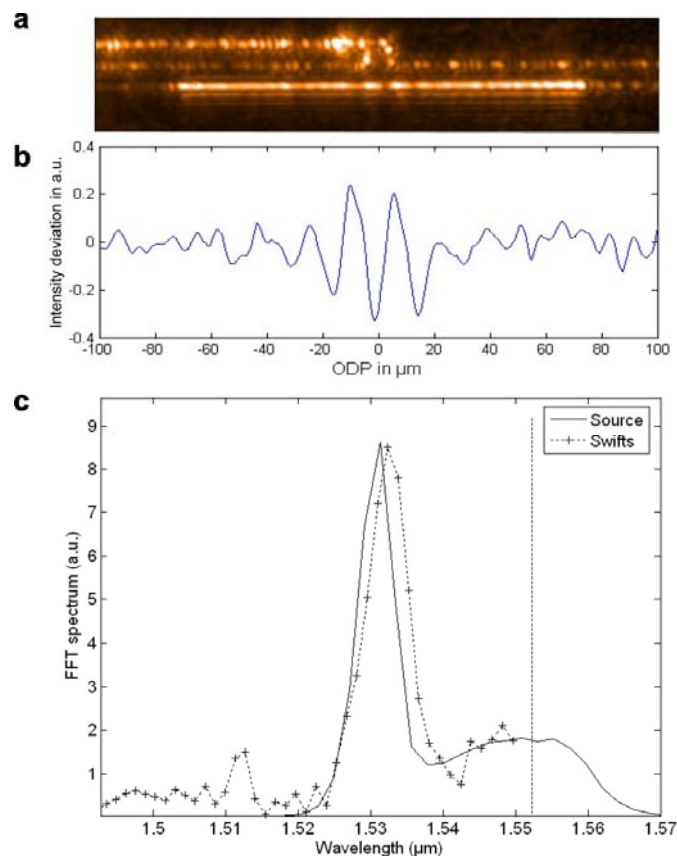 a
b
Intensity deviation in a.u.
0.4
0.2
0
-0.2
-0.4
-100 -80 -60 -40 -20 0 20 40 60 80 100
ODP in µm
c
FFT spectrum (a.u.)
9
8
7
6
5
4
3
2
1
Source
Swifts
1.5 1.51 1.52 1.53 1.54 1.55 1.56 1.57
Wavelength (µm)